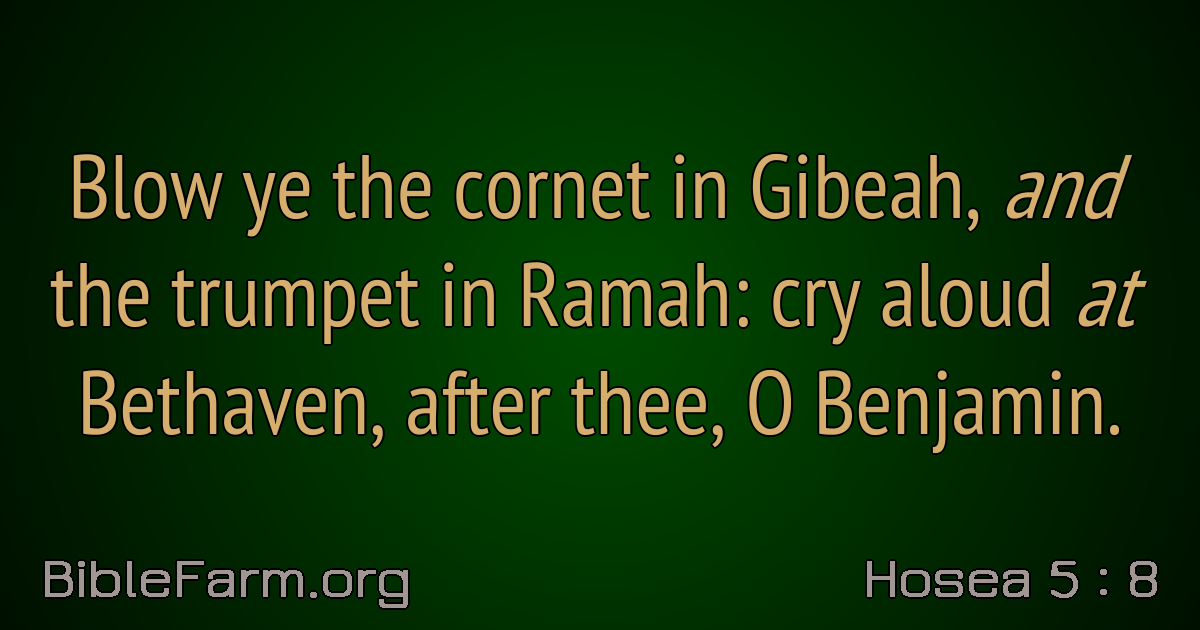 Blow ye the cornet in Gibeah, and
the trumpet in Ramah: cry aloud at
Bethaven, after thee, O Benjamin.
BibleFarm.org
Hosea 5 : 8